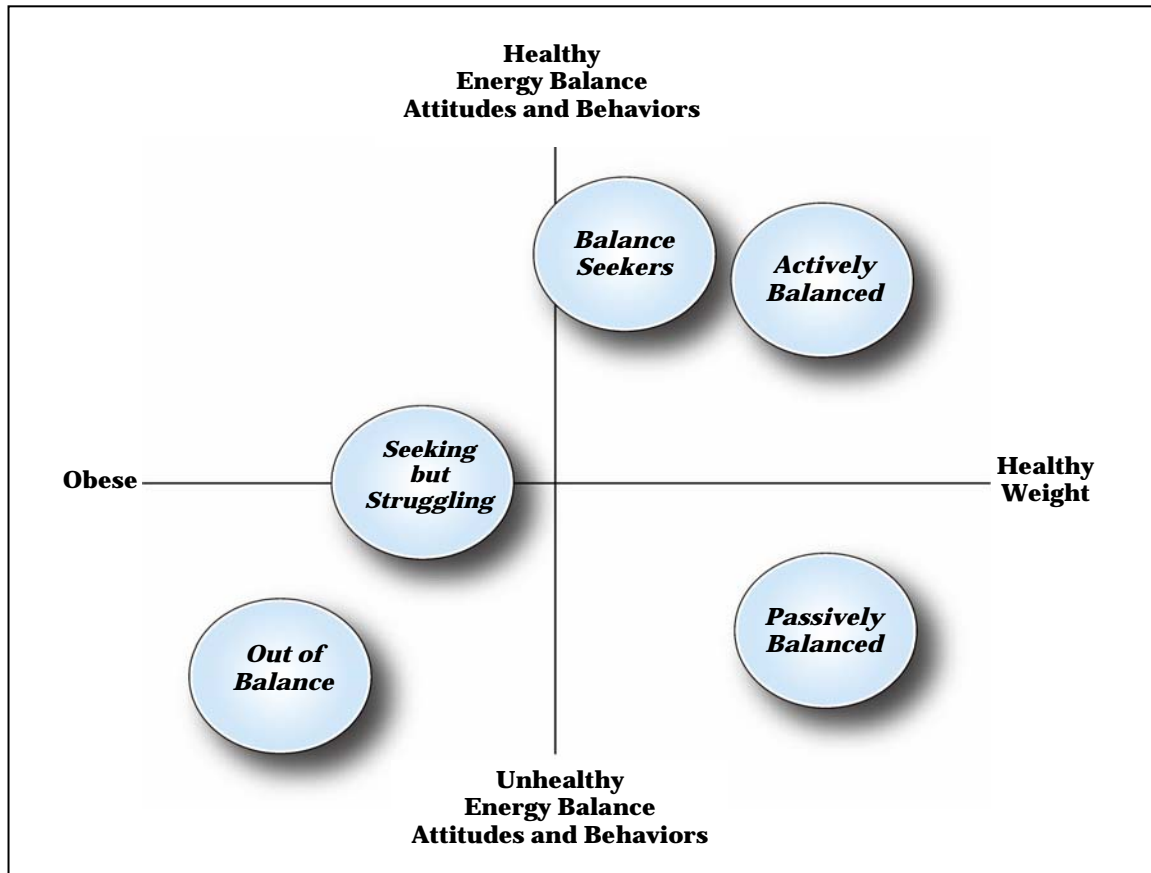 Healthy
Energy Balance
Attitudes and Behaviors
Balance
Seekers
Actively
Balanced
Seeking
but
Struggling
Obese
Healthy
Weight
Passively
Balanced
Out of
Balance
Unhealthy
Energy Balance
Attitudes and Behaviors